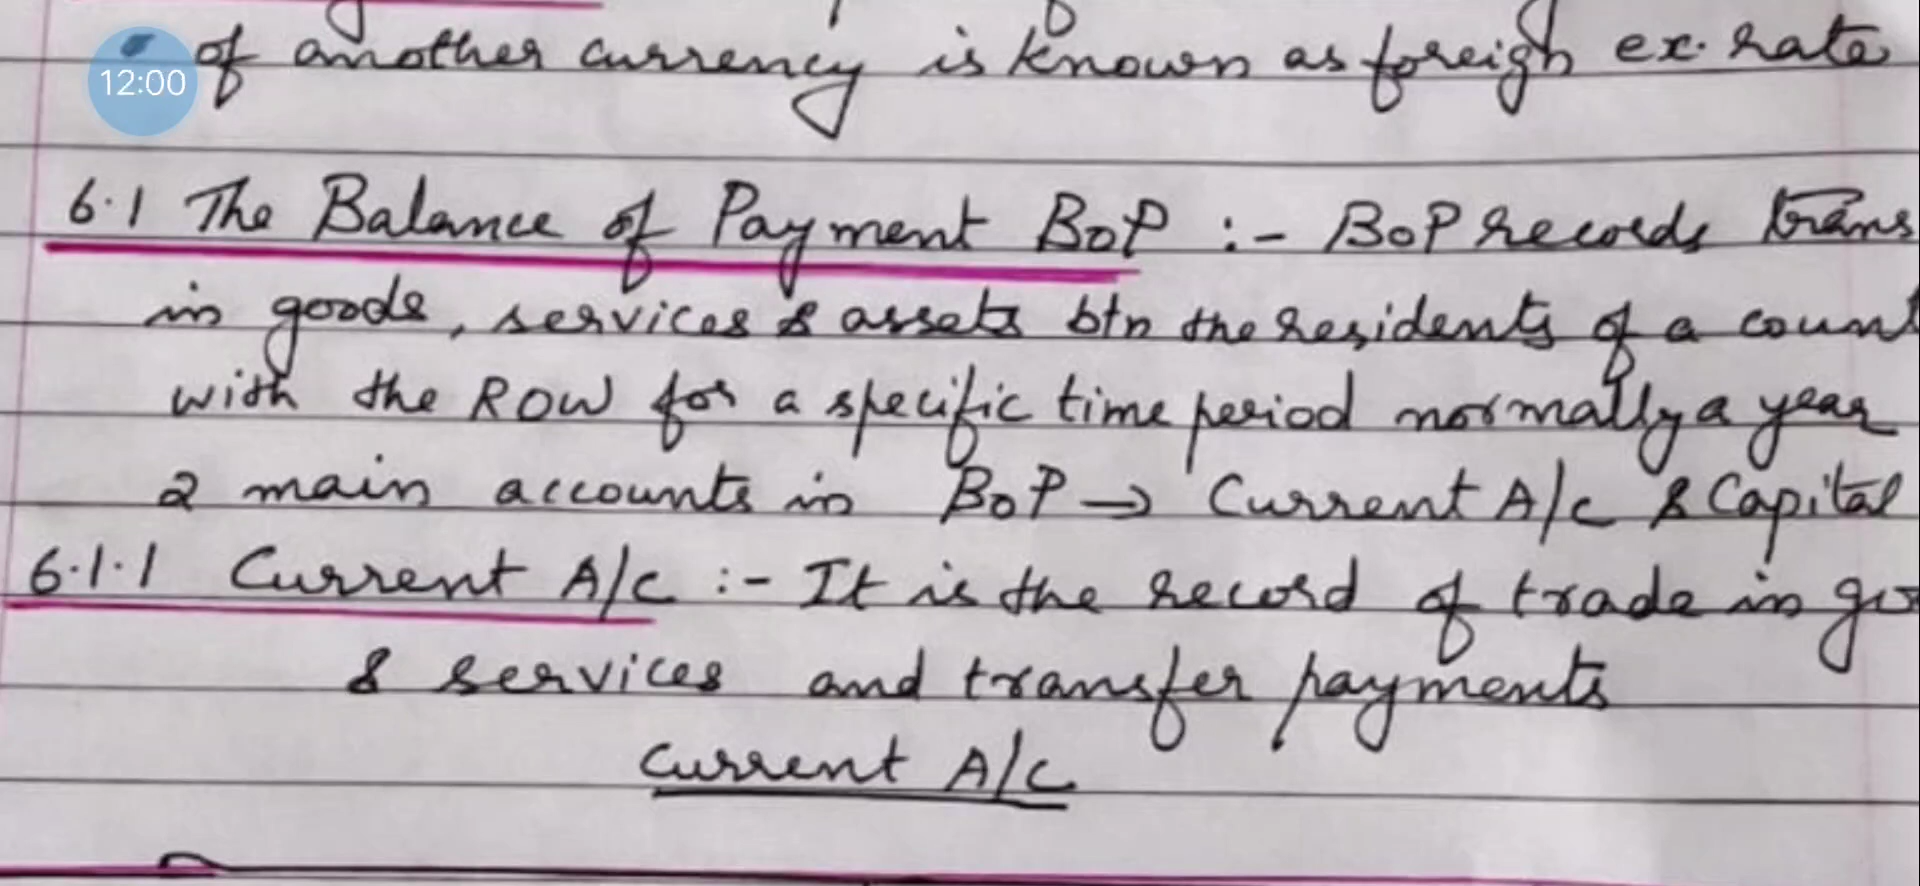 of another currency is known as foreign ex. rate
12:00
6.1 The Balance of Payment BoP :- BoP records trans
in goods, services & assets btn the residents of a count
with the ROW for a specific time period normally a year
2 main accounts in BoP → Current A/c & Capital
6.1.1 Current A/c :- It is the record of trade in go
& services and transfer payments
Current A/C